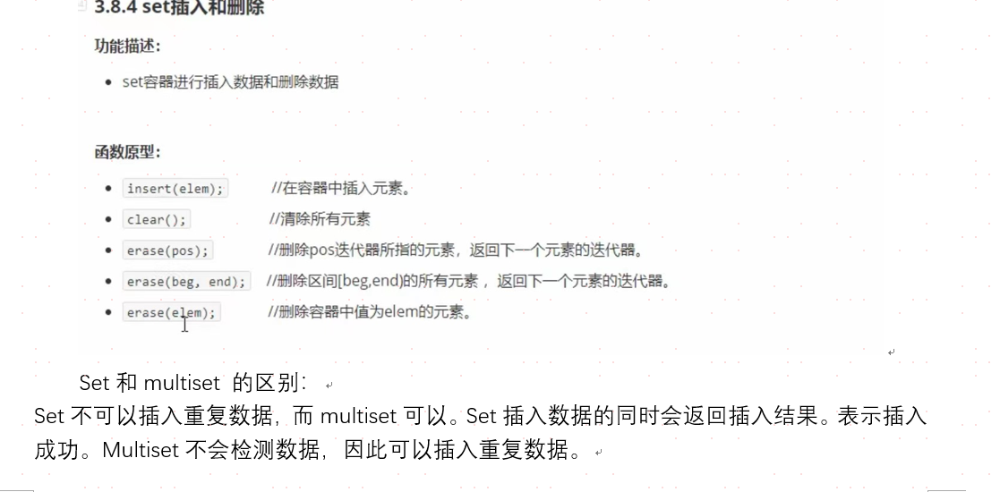 3.8.4 set插入和删除
功能描述：
• set容器进行插入数据和删除数据
函数原型：
• insert(elem); //在容器中插入元素。
• clear(); //清除所有元素
• erase(pos); //删除pos迭代器所指的元素，返回下一个元素的迭代器。
• erase(beg, end); //删除区间[beg,end)的所有元素 ，返回下一个元素的迭代器。
• erase(elem); //删除容器中值为elem的元素。
Set 和 multiset 的区别：
Set 不可以插入重复数据，而 multiset 可以。Set 插入数据的同时会返回插入结果。表示插入
成功。Multiset 不会检测数据，因此可以插入重复数据。